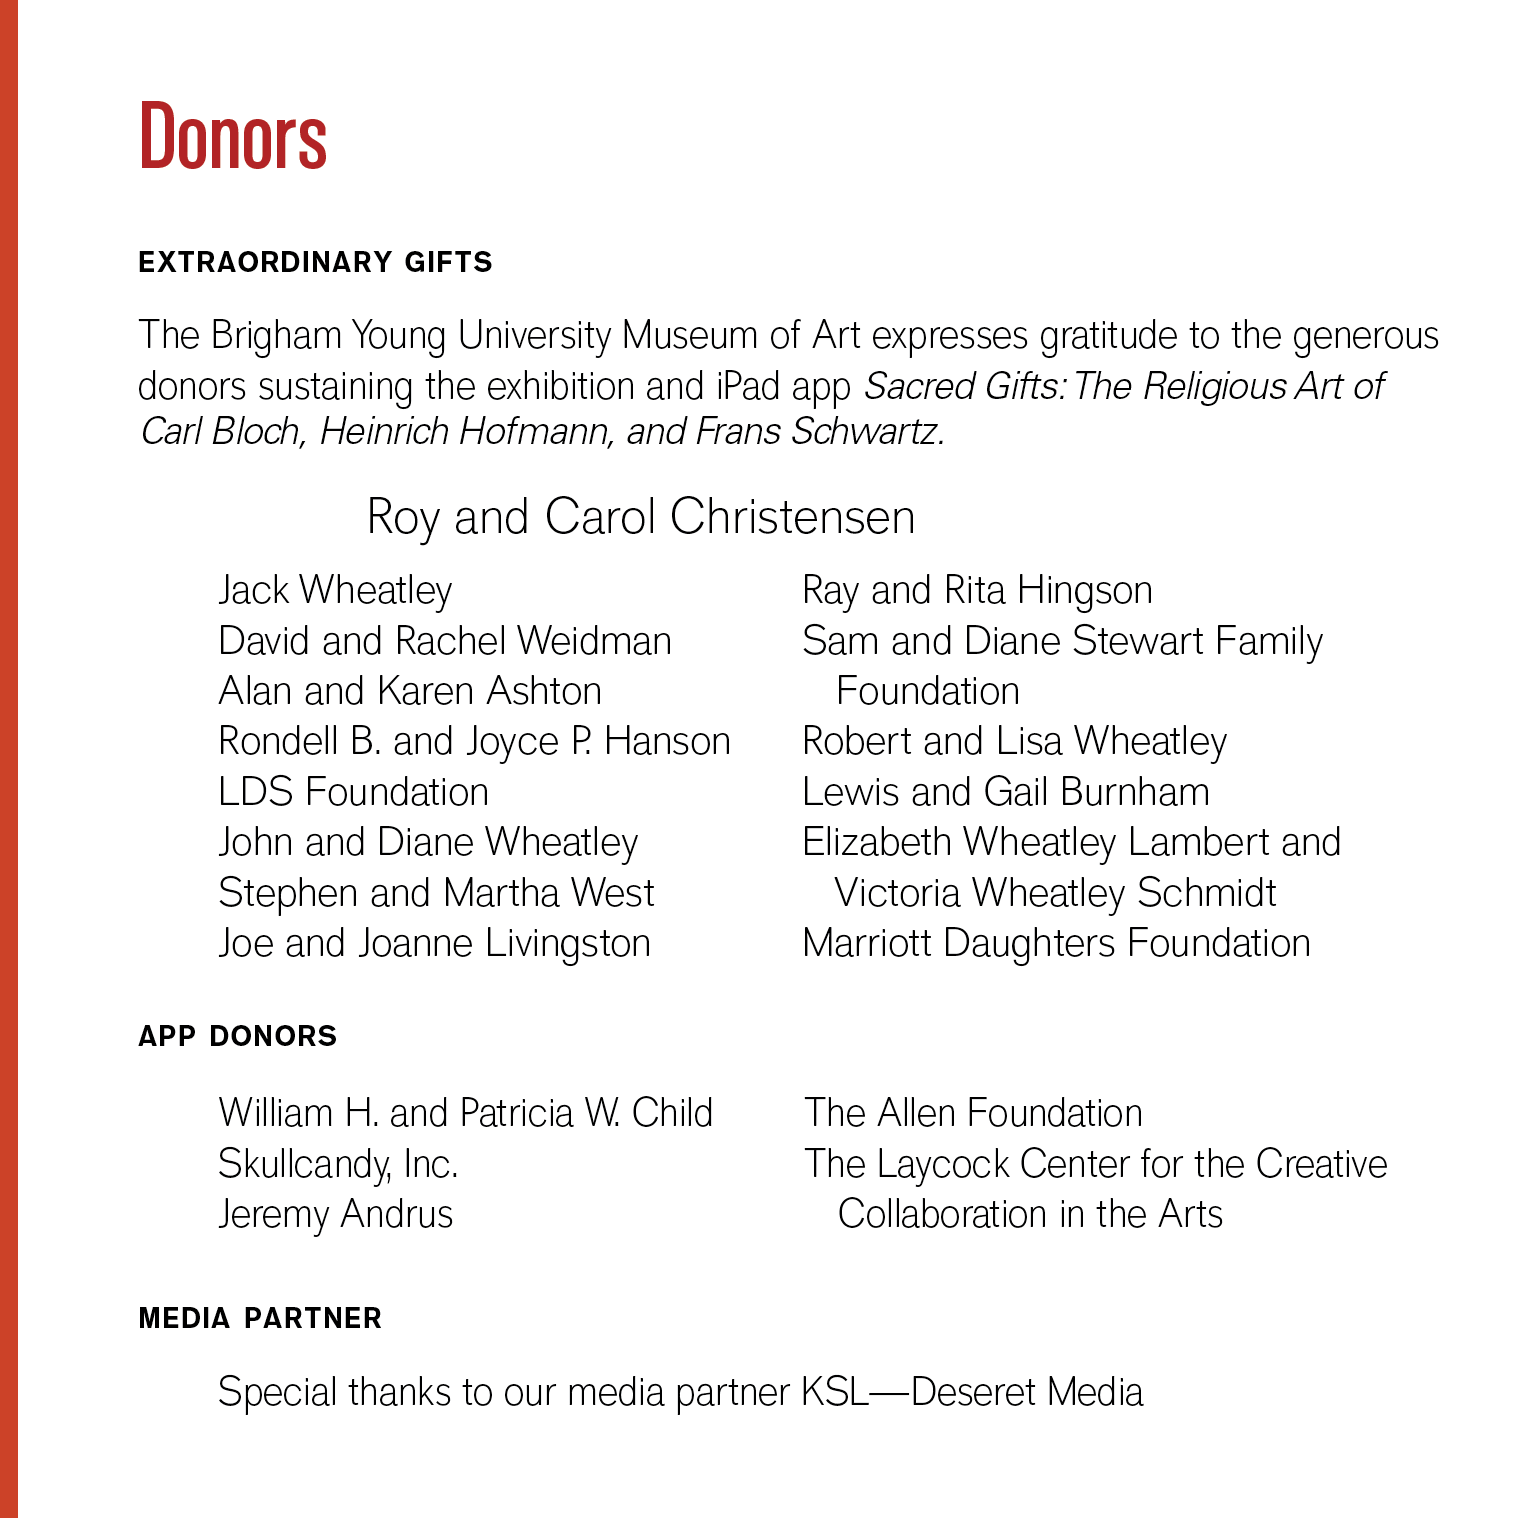 Donors
EXTRAORDINARY GIFTS
The Brigham Young University Museum of Art expresses gratitude to the generous
donors sustaining the exhibition and iPad app Sacred Gifts: The Religious Art of
Carl Bloch, Heinrich Hofmann, and Frans Schwartz.
Roy and Carol Christensen
Jack Wheatley
David and Rachel Weidman
Alan and Karen Ashton
Rondell B. and Joyce P. Hanson
LDS Foundation
John and Diane Wheatley
Stephen and Martha West
Joe and Joanne Livingston
Ray and Rita Hingson
Sam and Diane Stewart Family
Foundation
Robert and Lisa Wheatley
Lewis and Gail Burnham
Elizabeth Wheatley Lambert and
Victoria Wheatley Schmidt
Marriott Daughters Foundation
APP DONORS
William H. and Patricia W. Child
Skullcandy, Inc.
Jeremy Andrus
The Allen Foundation
The Laycock Center for the Creative
Collaboration in the Arts
MEDIA PARTNER
Special thanks to our media partner KSL—Deseret Media